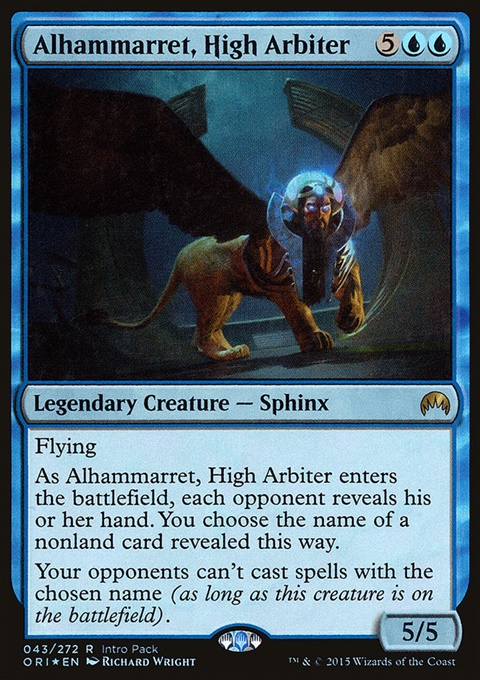 Alhammarret, High Arbiter 5
Legendary Creature — Sphinx
Flying
As Alhammarret, High Arbiter enters
the battlefield, each opponent reveals his
or her hand. You choose the name of a
nonland card revealed this way.
Your opponents can't cast spells with the
chosen name (as long as this creature is on
the battlefield).
5/5
043/272 R Intro Pack
ORI★EN Richard Wright
™ & © 2015 Wizards of the Coast